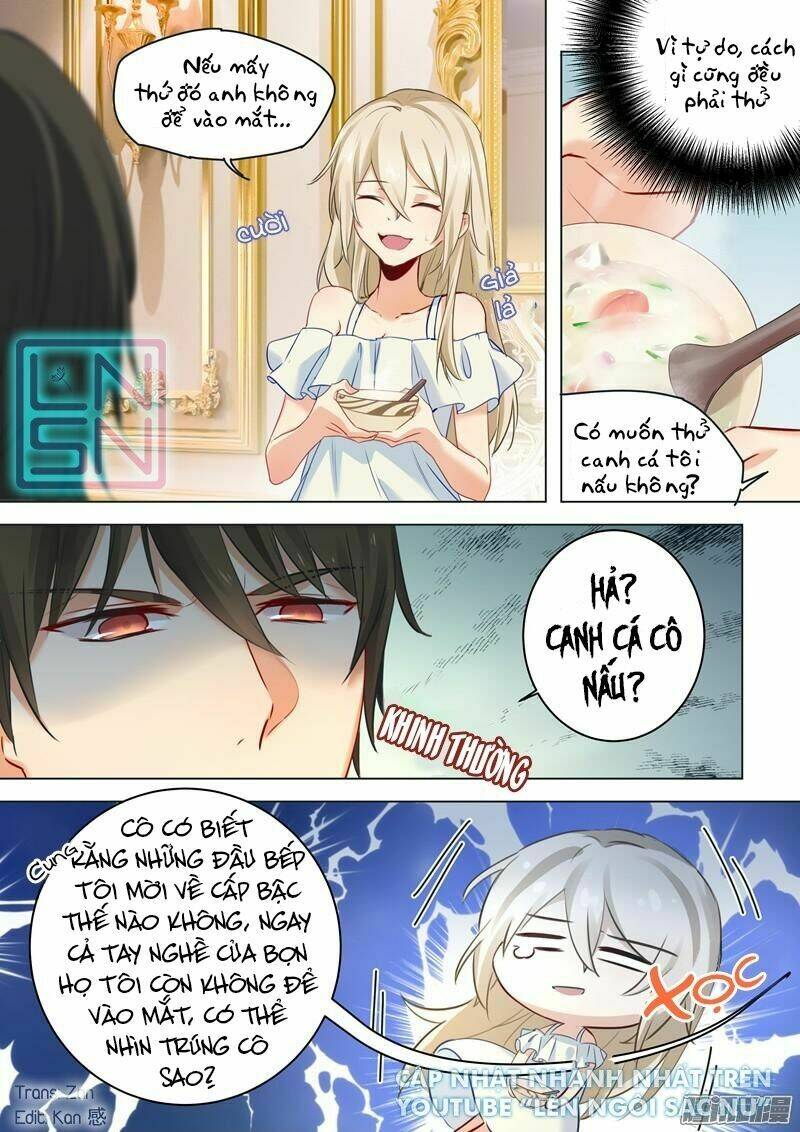 Nếu mấy
thứ đó anh không
để vào mắt...
Vì tự do, cách
gì cũng đều
phải thử
cười
Giả
lả
LN
SN
Có muốn thử
canh cá tôi
nấu không?
HẢ?
CANH CÁ CÔ
NẤU?
KHINH THƯỜNG
CÔ CÓ BIẾT
RẰNG NHỮNG ĐẦU BẾP
TÔI MỜI VỀ CẤP BẬC
THẾ NÀO KHÔNG, NGAY
CẢ TAY NGHỀ CỦA BỌN
HỌ TÔI CÒN KHÔNG ĐỂ
VÀO MẮT, CÓ THỂ
NHÌN TRÚNG CÔ
SAO?
Cung
XỌC
Edit: Kan 感
CẬP NHẬT NHANH NHẤT TRÊN
YOUTUBE "LÊN NGÔI SAO NỮ"